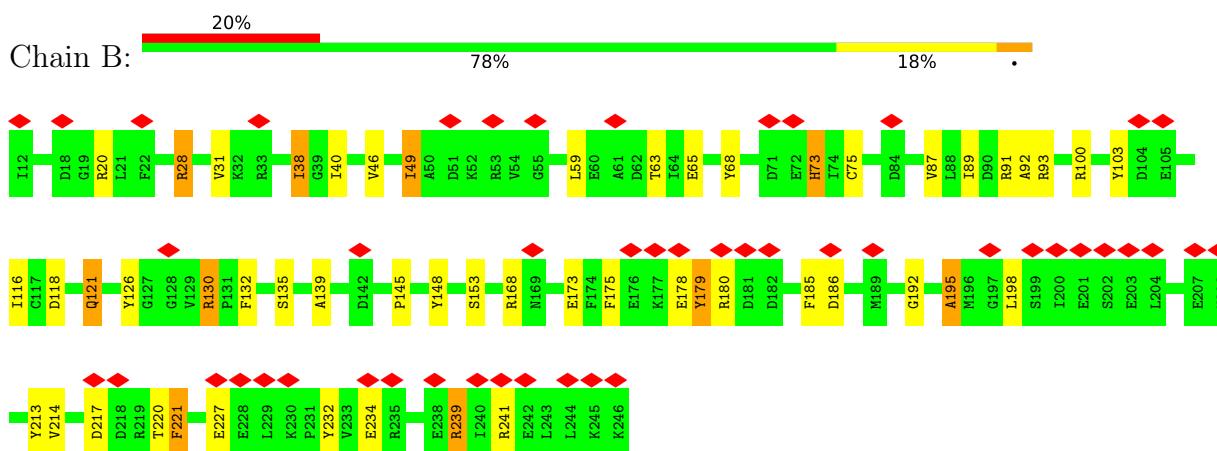 20%
Chain B:
78% 18% •
I12 D18 G19 R20 L21 F22 R28 V31 K32 R33 I38 G39 I40 V46 I49 A50 D51 K52 R53 V54 G55 L59 E60 A61 D62 T63 I64 E65 Y68 D71 E72 H73 I74 C75 D84 V87 L88 I89 D90 R91 A92 R93 R100 Y103 D104 E105
I116 C117 D118 Q121 Y126 G127 G128 V129 R130 P131 F132 S135 A139 D142 P145 Y148 S153 R168 N169 E173 F174 F175 E176 K177 E178 Y179 R180 D181 D182 F185 D186 M189 G192 A195 M196 G197 L198 S199 I200 E201 S202 E203 L204 E207
Y213 V214 D217 D218 R219 T220 F221 E227 E228 L229 K230 P231 Y232 V233 E234 R235 E238 R239 I240 R241 E242 L243 L244 K245 K246